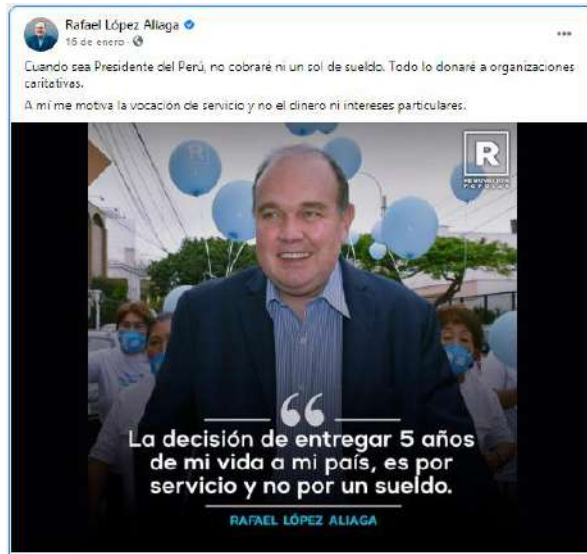 Rafael López Aliaga
16 de enero ·
Cuando sea Presidente del Perú, no cobraré ni un sol de sueldo. Todo lo donaré a organizaciones
caritativas.
A mí me motiva la vocación de servicio y no el dinero ni intereses particulares.
R
R
RENOVACIÓN
POPULAR
“
La decisión de entregar 5 años
de mi vida a mi país, es por
servicio y no por un sueldo.
RAFAEL LÓPEZ ALIAGA